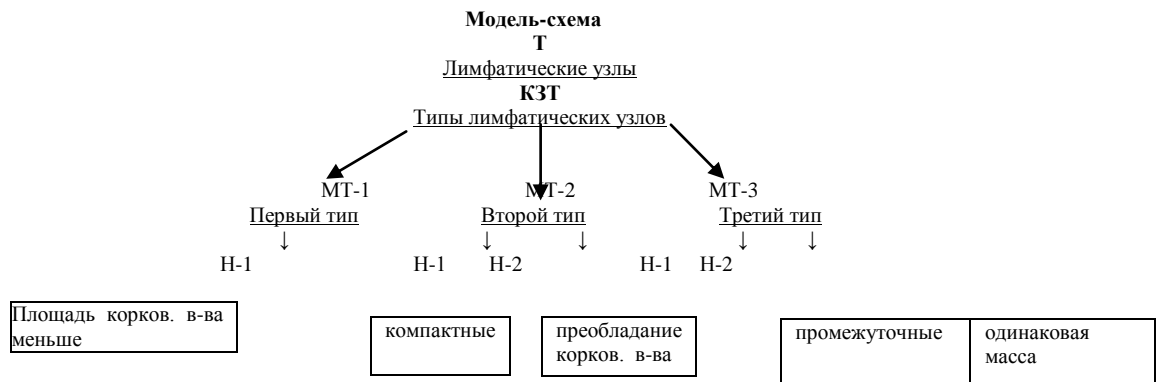 Модель-схема
Т
Лимфатические узлы
КЗТ
Типы лимфатических узлов
МТ-1 МТ-2 МТ-3
Первый тип Второй тип Третий тип
↓ ↓ ↓ ↓ ↓
Н-1 Н-1 Н-2 Н-1 Н-2
Площадь корков. в-ва
меньше
компактные
преобладание
корков. в-ва
промежуточные
одинаковая
масса